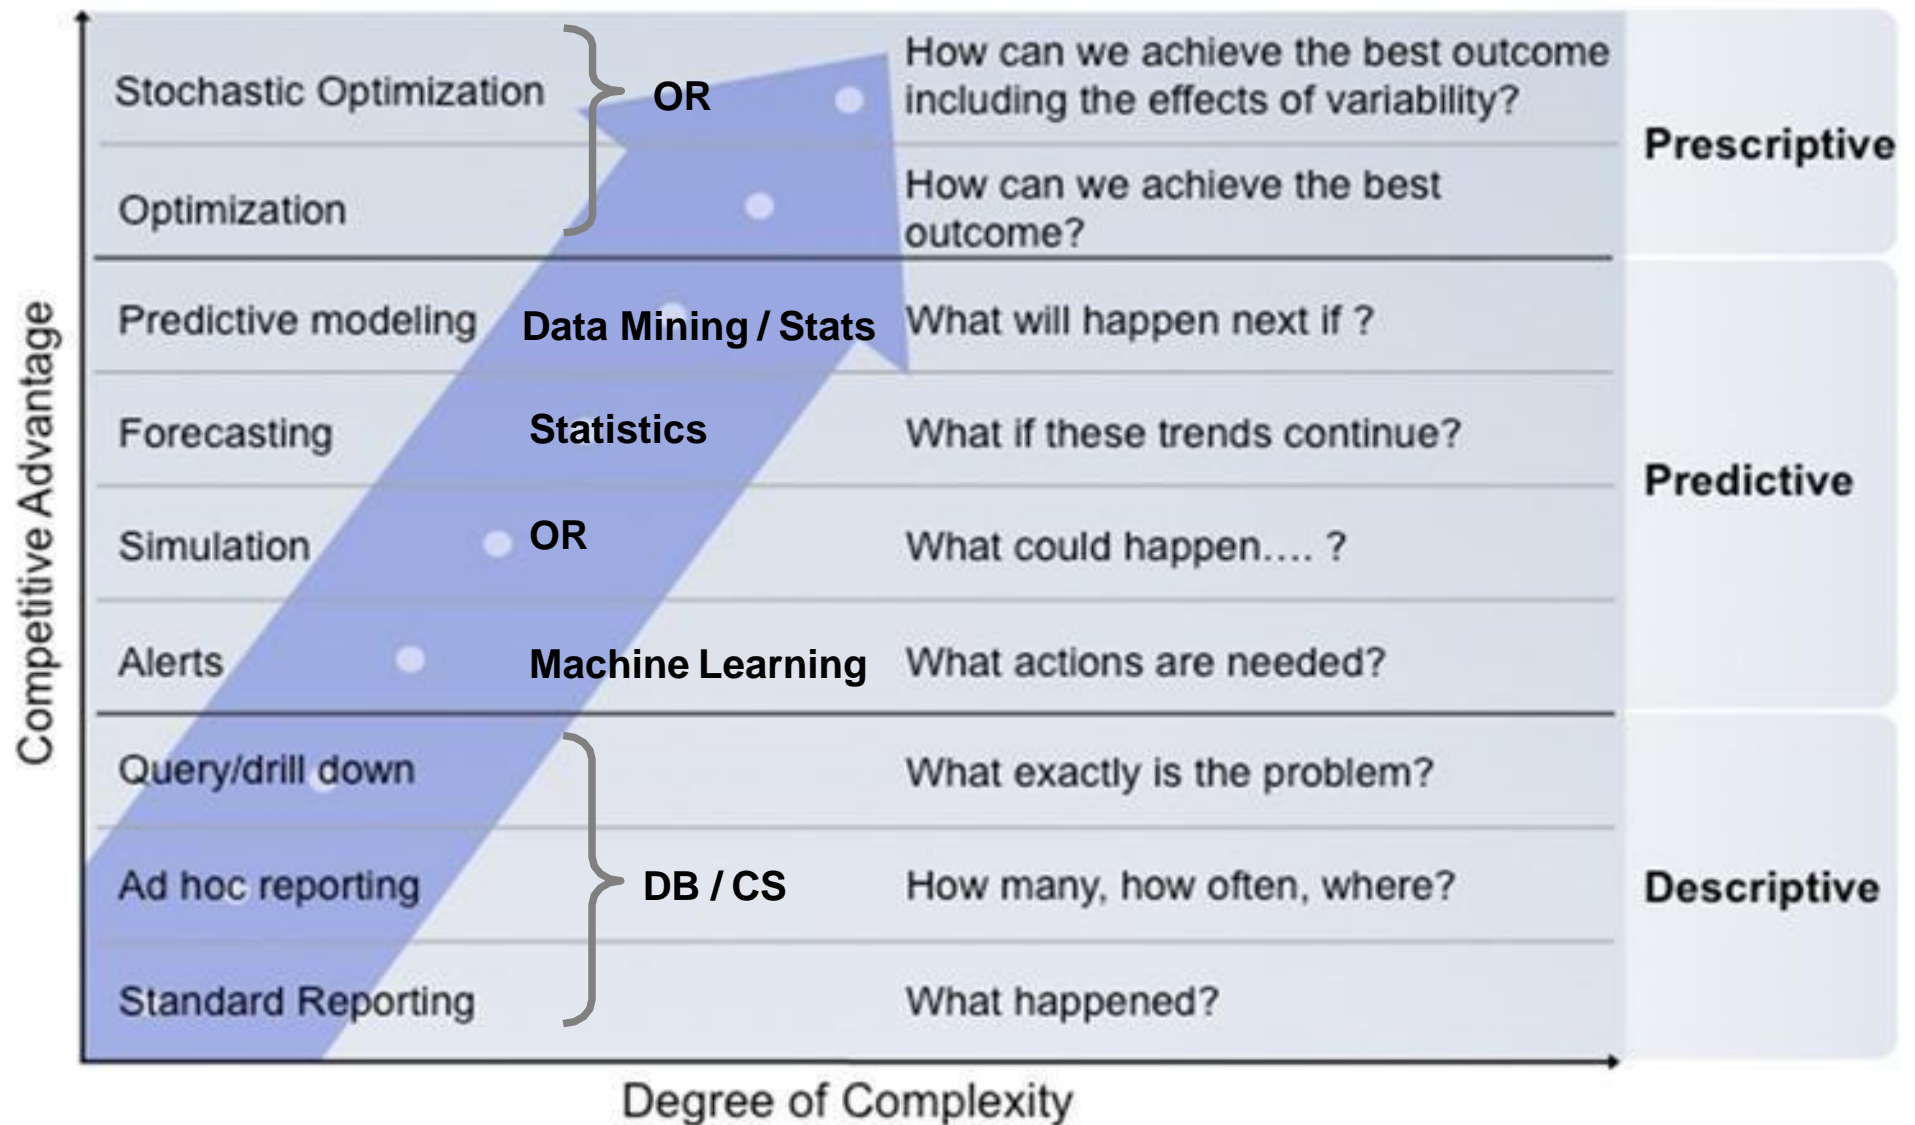 Competitive Advantage
Stochastic Optimization
OR
How can we achieve the best outcome
including the effects of variability?
Prescriptive
Optimization
How can we achieve the best
outcome?
Predictive modeling
Data Mining / Stats
What will happen next if ?
Forecasting
Statistics
What if these trends continue?
Predictive
Simulation
OR
What could happen.... ?
Alerts
Machine Learning
What actions are needed?
Query/drill down
What exactly is the problem?
Ad hoc reporting
DB / CS
How many, how often, where?
Descriptive
Standard Reporting
What happened?
Degree of Complexity